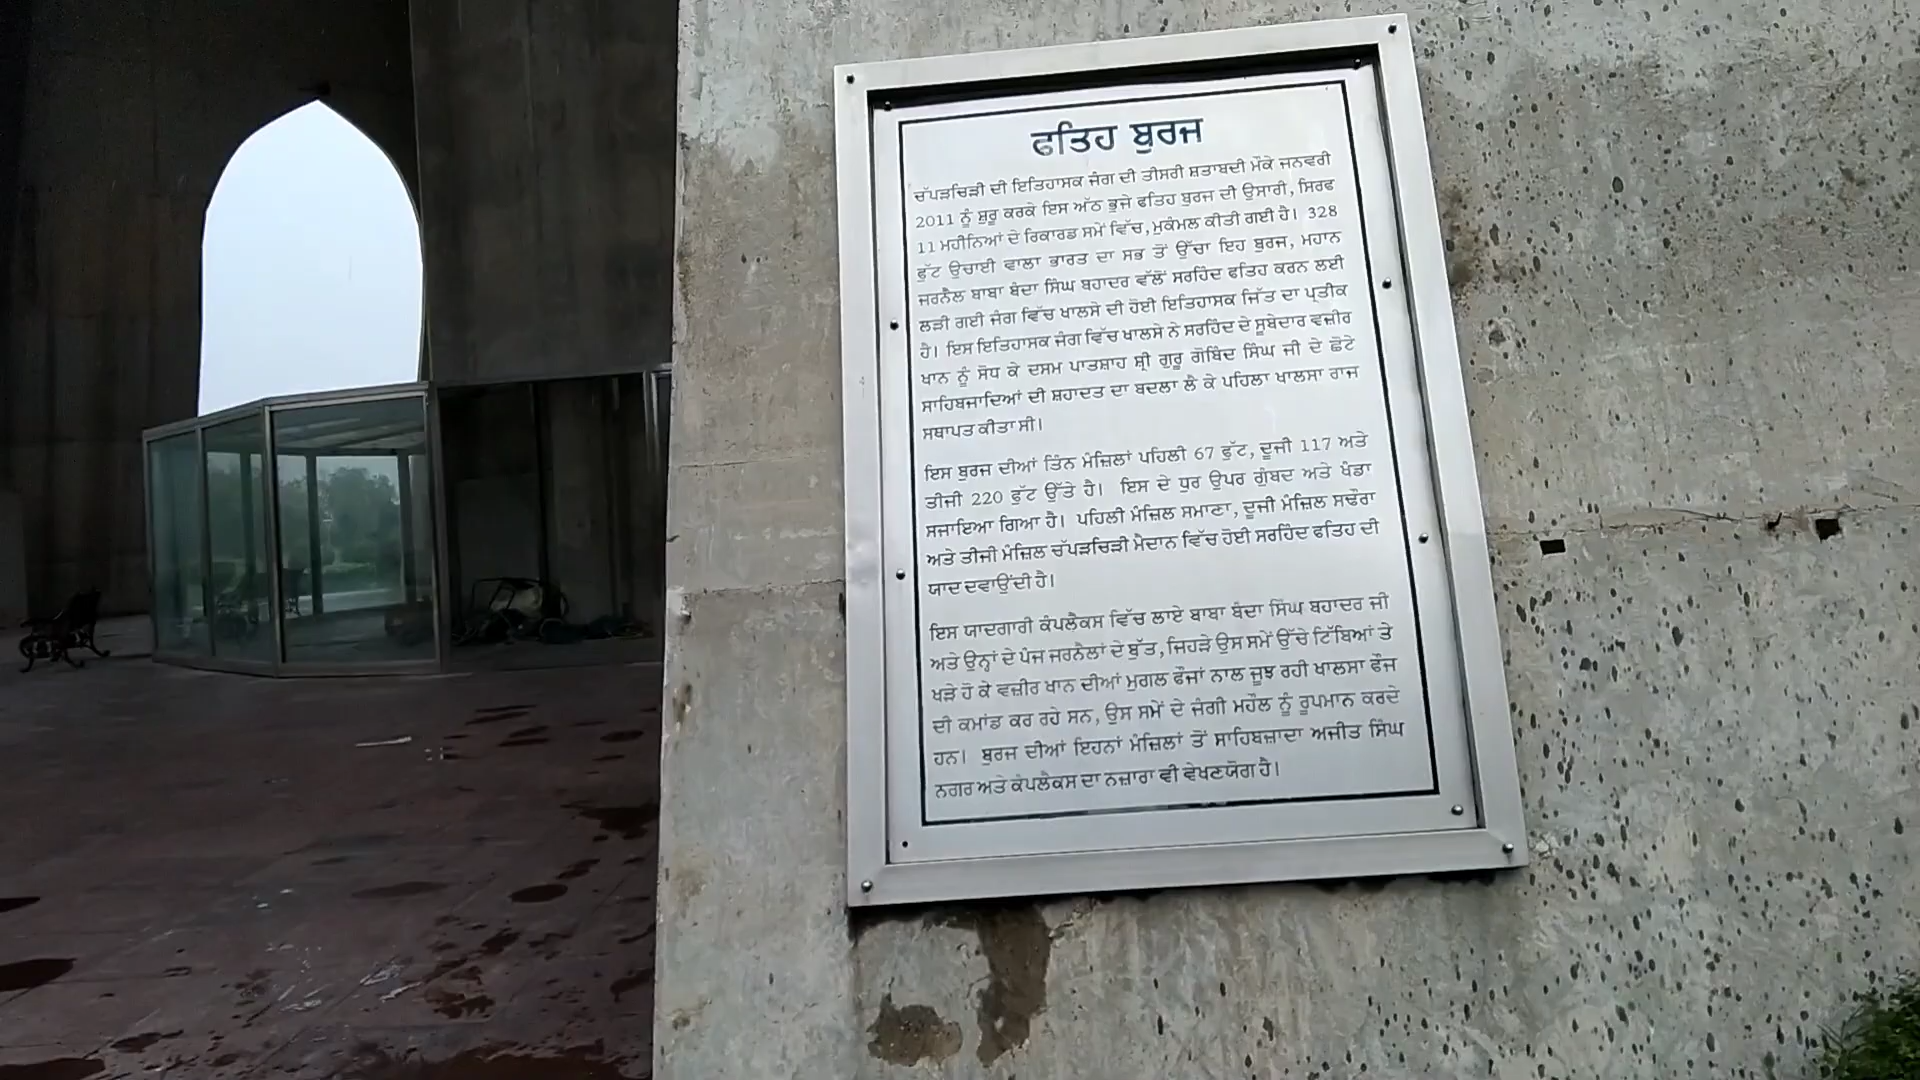 ਫਤਿਹ ਬੁਰਜ
ਚੱਪੜਚਿੜੀ ਦੀ ਇਤਿਹਾਸਕ ਜੰਗ ਦੀ ਤੀਸਰੀ ਸ਼ਤਾਬਦੀ ਮੌਕੇ ਜਨਵਰੀ
2011 ਨੂੰ ਸ਼ੁਰੂ ਕਰਕੇ ਇਸ ਅੱਠ ਭੁਜੇ ਫਤਿਹ ਬੁਰਜ ਦੀ ਉਸਾਰੀ, ਸਿਰਫ
11 ਮਹੀਨਿਆਂ ਦੇ ਰਿਕਾਰਡ ਸਮੇਂ ਵਿੱਚ, ਮੁਕੰਮਲ ਕੀਤੀ ਗਈ ਹੈ। 328
ਫੁੱਟ ਉਚਾਈ ਵਾਲਾ ਭਾਰਤ ਦਾ ਸਭ ਤੋਂ ਉੱਚਾ ਇਹ ਬੁਰਜ, ਮਹਾਨ
ਜਰਨੈਲ ਬਾਬਾ ਬੰਦਾ ਸਿੰਘ ਬਹਾਦਰ ਵੱਲੋਂ ਸਰਹਿੰਦ ਫਤਿਹ ਕਰਨ ਲਈ
ਲੜੀ ਗਈ ਜੰਗ ਵਿੱਚ ਖਾਲਸੇ ਦੀ ਹੋਈ ਇਤਿਹਾਸਕ ਜਿੱਤ ਦਾ ਪ੍ਰਤੀਕ
ਹੈ। ਇਸ ਇਤਿਹਾਸਕ ਜੰਗ ਵਿੱਚ ਖਾਲਸੇ ਨੇ ਸਰਹਿੰਦ ਦੇ ਸੂਬੇਦਾਰ ਵਜ਼ੀਰ
ਖਾਨ ਨੂੰ ਸੋਧ ਕੇ ਦਸਮ ਪਾਤਸ਼ਾਹ ਸ਼੍ਰੀ ਗੁਰੂ ਗੋਬਿੰਦ ਸਿੰਘ ਜੀ ਦੇ ਛੋਟੇ
ਸਾਹਿਬਜਾਦਿਆਂ ਦੀ ਸ਼ਹਾਦਤ ਦਾ ਬਦਲਾ ਲੈ ਕੇ ਪਹਿਲਾ ਖਾਲਸਾ ਰਾਜ
ਸਥਾਪਤ ਕੀਤਾ ਸੀ।
ਇਸ ਬੁਰਜ ਦੀਆਂ ਤਿੰਨ ਮੰਜ਼ਿਲਾਂ ਪਹਿਲੀ 67 ਫੁੱਟ, ਦੂਜੀ 117 ਅਤੇ
ਤੀਜੀ 220 ਫੁੱਟ ਉੱਤੇ ਹੈ। ਇਸ ਦੇ ਧੁਰ ਉਪਰ ਗੁੰਬਦ ਅਤੇ ਖੰਡਾ
ਸਜਾਇਆ ਗਿਆ ਹੈ। ਪਹਿਲੀ ਮੰਜ਼ਿਲ ਸਮਾਣਾ, ਦੂਜੀ ਮੰਜ਼ਿਲ ਸਢੌਰਾ
ਅਤੇ ਤੀਜੀ ਮੰਜ਼ਿਲ ਚੱਪੜਚਿੜੀ ਮੈਦਾਨ ਵਿੱਚ ਹੋਈ ਸਰਹਿੰਦ ਫਤਿਹ ਦੀ
ਯਾਦ ਦਵਾਉਂਦੀ ਹੈ।
ਇਸ ਯਾਦਗਾਰੀ ਕੰਪਲੈਕਸ ਵਿੱਚ ਲਾਏ ਬਾਬਾ ਬੰਦਾ ਸਿੰਘ ਬਹਾਦਰ ਜੀ
ਅਤੇ ਉਨ੍ਹਾਂ ਦੇ ਪੰਜ ਜਰਨੈਲਾਂ ਦੇ ਬੁੱਤ, ਜਿਹੜੇ ਉਸ ਸਮੇਂ ਉੱਚੇ ਟਿੱਬਿਆਂ ਤੇ
ਖੜੇ ਹੋ ਕੇ ਵਜ਼ੀਰ ਖਾਨ ਦੀਆਂ ਮੁਗਲ ਫੌਜਾਂ ਨਾਲ ਜੂਝ ਰਹੀ ਖਾਲਸਾ ਫੌਜ
ਦੀ ਕਮਾਂਡ ਕਰ ਰਹੇ ਸਨ, ਉਸ ਸਮੇਂ ਦੇ ਜੰਗੀ ਮਹੌਲ ਨੂੰ ਰੂਪਮਾਨ ਕਰਦੇ
ਹਨ। ਬੁਰਜ ਦੀਆਂ ਇਹਨਾਂ ਮੰਜ਼ਿਲਾਂ ਤੋਂ ਸਾਹਿਬਜ਼ਾਦਾ ਅਜੀਤ ਸਿੰਘ
ਨਗਰ ਅਤੇ ਕੰਪਲੈਕਸ ਦਾ ਨਜ਼ਾਰਾ ਵੀ ਵੇਖਣਯੋਗ ਹੈ।